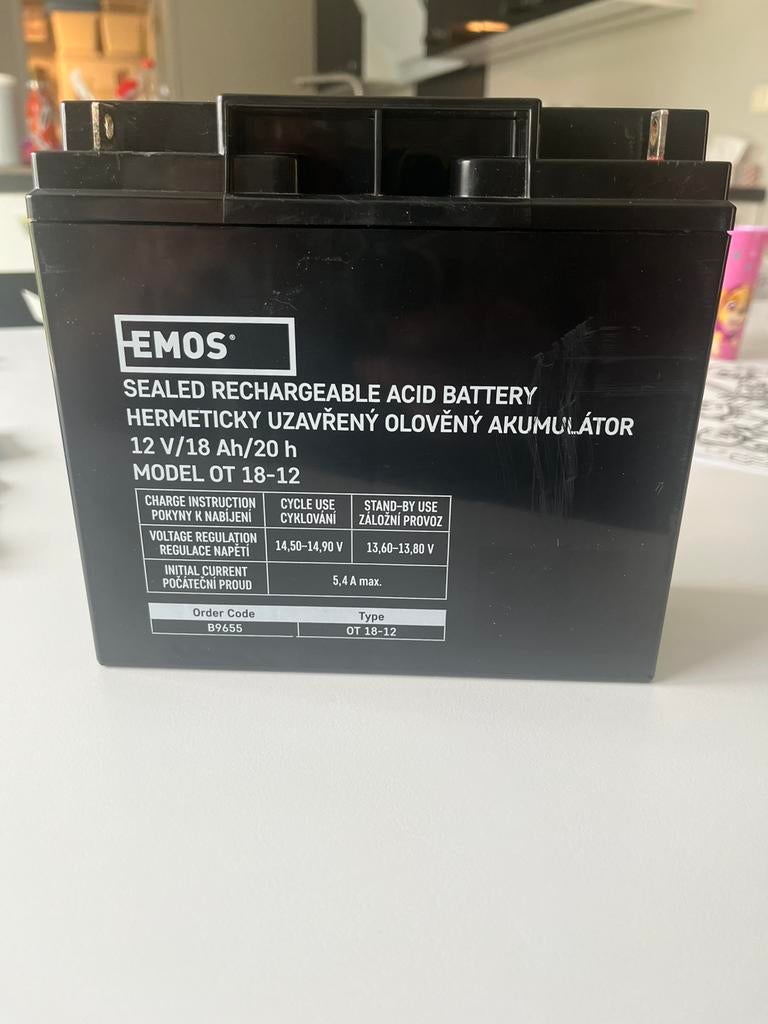 EMOS®
SEALED RECHARGEABLE ACID BATTERY
HERMETICKY UZAVŘENÝ OLOVĚNÝ AKUMULÁTOR
12 V/18 Ah/20 h
MODEL OT 18-12
CHARGE INSTRUCTION
POKYNY K NABÍJENÍ
CYCLE USE
CYKLOVÁNÍ
STAND-BY USE
ZÁLOŽNÍ PROVOZ
VOLTAGE REGULATION
REGULACE NAPĚTÍ
14,50-14,90 V
13,60-13,80 V
INITIAL CURRENT
POČÁTEČNÍ PROUD
5,4 A max.
Order Code
Type
B9655
OT 18-12